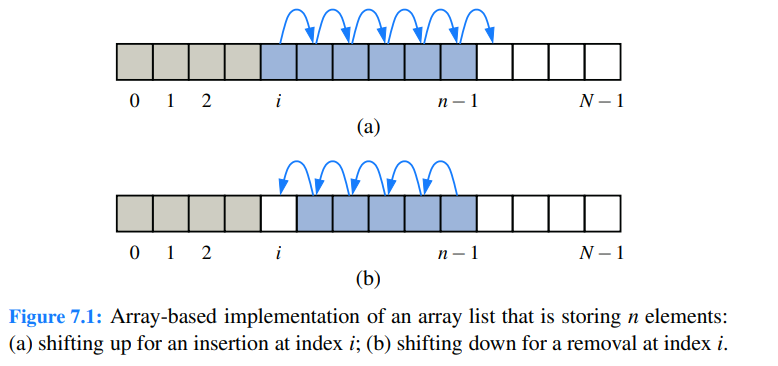 0 1 2 i n − 1 N − 1
(a)
0 1 2 i n − 1 N − 1
(b)
Figure 7.1: Array-based implementation of an array list that is storing n elements:
(a) shifting up for an insertion at index i; (b) shifting down for a removal at index i.